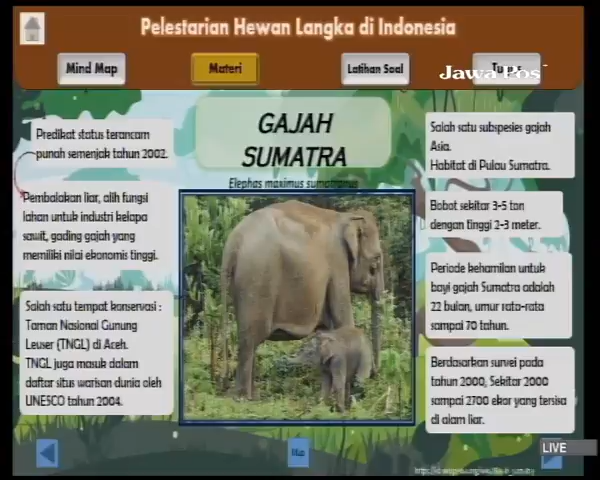 Pelestarian Hewan Langka di Indonesia
Mind Map
Materi
Latihan Soal
Jawa Pos
GAJAH
SUMATRA
Elephas maximus sumatranus
Predikat status terancam
punah semenjak tahun 2002.
Pembalakan liar, alih fungsi
lahan untuk industri kelapa
sawit, gading gajah yang
memiliki nilai ekonomis tinggi.
Salah satu tempat konservasi :
Taman Nasional Gunung
Leuser (TNGL) di Aceh.
TNGL juga masuk dalam
daftar situs warisan dunia oleh
UNESCO tahun 2004.
Salah satu subspesies gajah
Asia.
Habitat di Pulau Sumatra.
Bobot sekitar 3-5 ton
dengan tinggi 2-3 meter.
Periode kehamilan untuk
bayi gajah Sumatra adalah
22 bulan, umur rata-rata
sampai 70 tahun.
Berdasarkan survei pada
tahun 2000, Sekitar 2000
sampai 2700 ekor yang tersisa
di alam liar.
LIVE